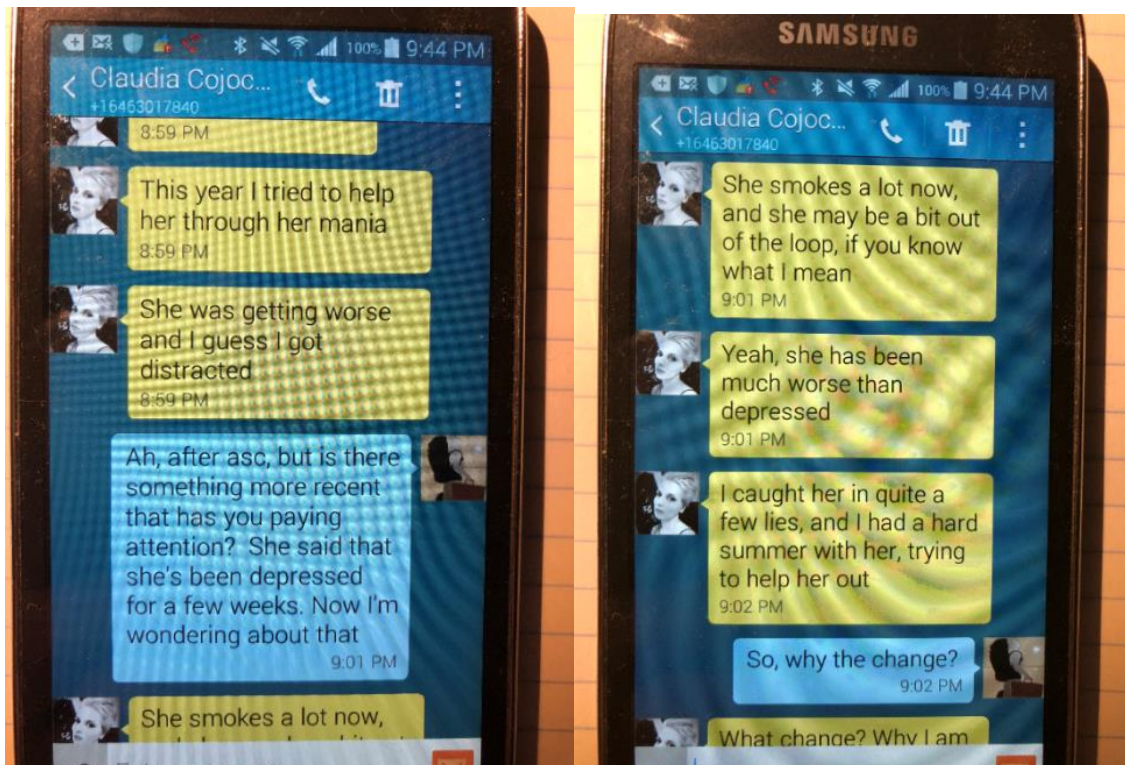 100% 9:44 PM
Claudia Cojoc...
+16463017840
8:59 PM
This year I tried to help
her through her mania
8:59 PM
She was getting worse
and I guess I got
distracted
8:59 PM
Ah, after asc, but is there
something more recent
that has you paying
attention? She said that
she's been depressed
for a few weeks. Now I'm
wondering about that
9:01 PM
She smokes a lot now,
SAMSUNG
100% 9:44 PM
Claudia Cojoc...
+16463017840
She smokes a lot now,
and she may be a bit out
of the loop, if you know
what I mean
9:01 PM
Yeah, she has been
much worse than
depressed
9:01 PM
I caught her in quite a
few lies, and I had a hard
summer with her, trying
to help her out
9:02 PM
So, why the change?
9:02 PM
What change? Why I am